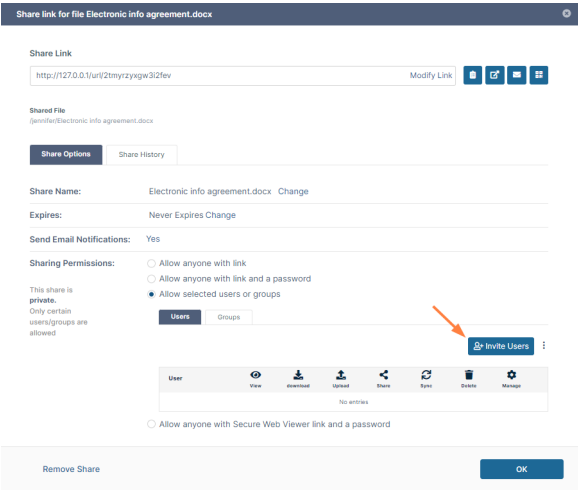 Share link for file Electronic info agreement.docx
Share Link
http://127.0.0.1/url/2tmyrzyxgw3i2fev Modify Link
Shared File
/jennifer/Electronic info agreement.docx
Share Options Share History
Share Name: Electronic info agreement.docx Change
Expires: Never Expires Change
Send Email Notifications: Yes
Sharing Permissions: Allow anyone with link
Allow anyone with link and a password
This share is
private.
Only certain
users/groups are
allowed
Allow selected users or groups
Users Groups
Invite Users
User View download Upload Share Sync Delete Manage
No entries
Allow anyone with Secure Web Viewer link and a password
Remove Share OK